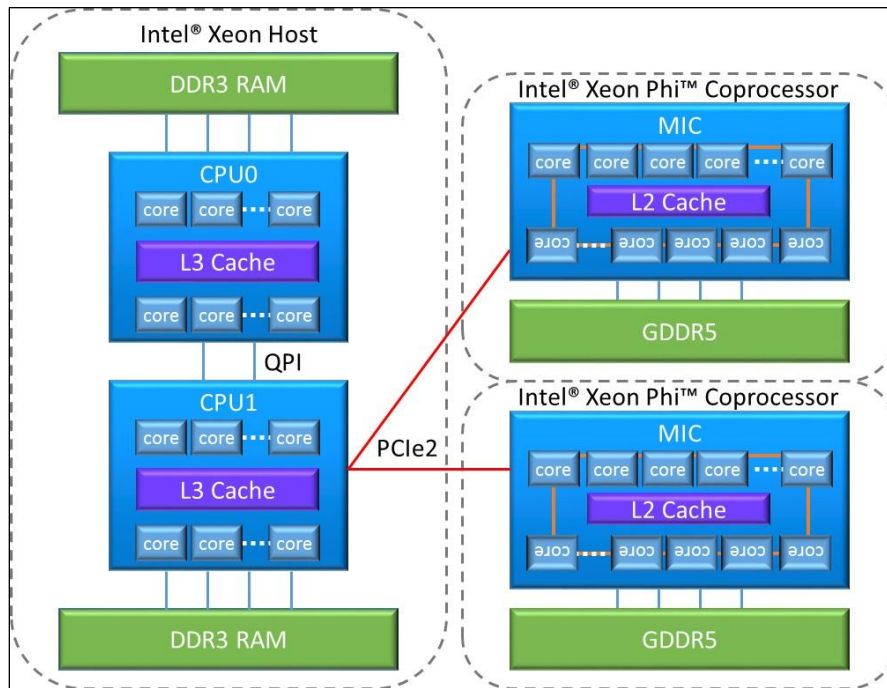 Intel® Xeon Host
DDR3 RAM
CPU0
core core core
L3 Cache
core core core
QPI
CPU1
core core core
L3 Cache
core core core
DDR3 RAM
PCIe2
Intel® Xeon Phi™ Coprocessor
MIC
core core core core core
L2 Cache
core core core core core
GDDR5
Intel® Xeon Phi™ Coprocessor
MIC
core core core core core
L2 Cache
core core core core core
GDDR5